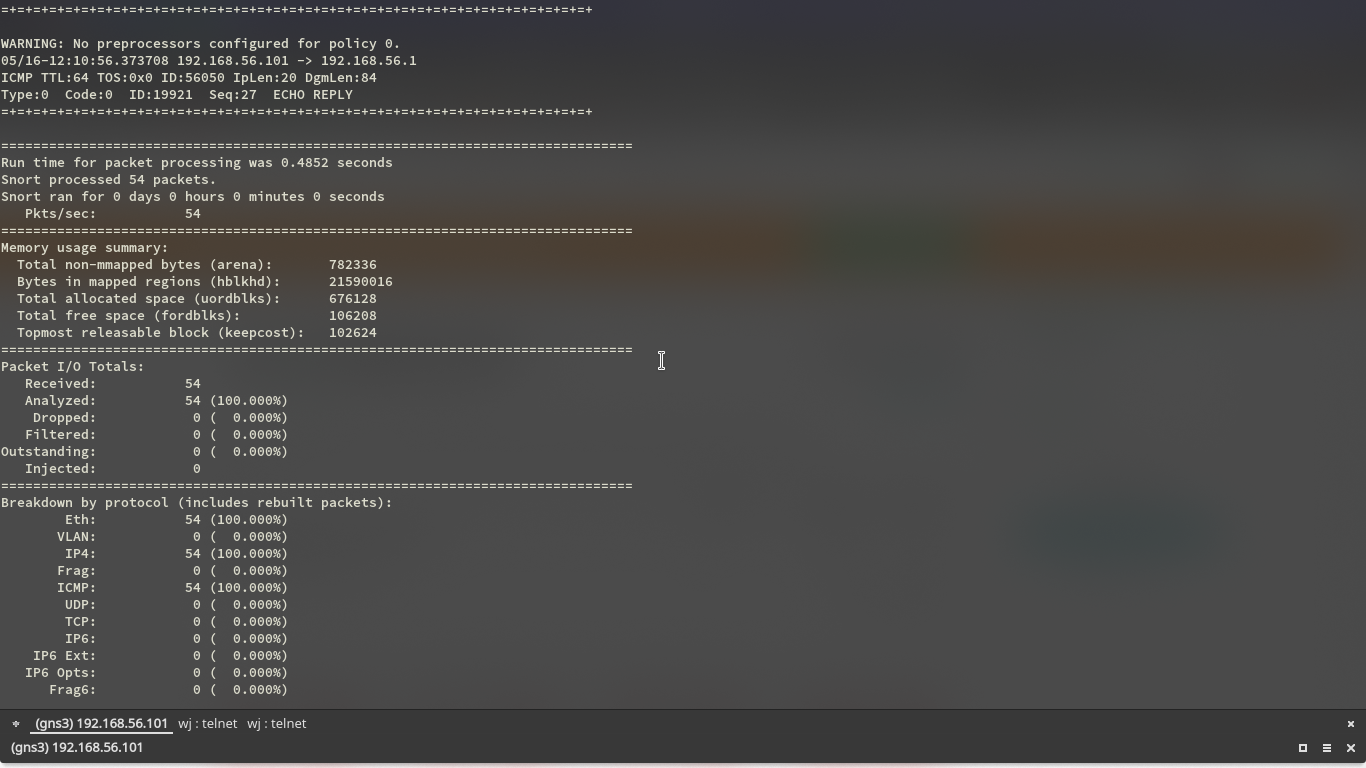 =+=+=+=+=+=+=+=+=+=+=+=+=+=+=+=+=+=+=+=+=+=+=+=+=+=+=+=+=+=+=+=+=+=+=+=+=+
WARNING: No preprocessors configured for policy 0.
05/16-12:10:56.373708 192.168.56.101 -> 192.168.56.1
ICMP TTL:64 TOS:0x0 ID:56050 IpLen:20 DgmLen:84
Type:0  Code:0  ID:19921  Seq:27  ECHO REPLY
=+=+=+=+=+=+=+=+=+=+=+=+=+=+=+=+=+=+=+=+=+=+=+=+=+=+=+=+=+=+=+=+=+=+=+=+=+
===============================================================================
Run time for packet processing was 0.4852 seconds
Snort processed 54 packets.
Snort ran for 0 days 0 hours 0 minutes 0 seconds
   Pkts/sec:           54
===============================================================================
Memory usage summary:
  Total non-mmapped bytes (arena):       782336
  Bytes in mapped regions (hblkhd):      21590016
  Total allocated space (uordblks):      676128
  Total free space (fordblks):           106208
  Topmost releasable block (keepcost):   102624
===============================================================================
Packet I/O Totals:
   Received:           54
   Analyzed:           54 (100.000%)
    Dropped:            0 (  0.000%)
   Filtered:            0 (  0.000%)
Outstanding:            0 (  0.000%)
   Injected:            0
===============================================================================
Breakdown by protocol (includes rebuilt packets):
        Eth:           54 (100.000%)
       VLAN:            0 (  0.000%)
        IP4:           54 (100.000%)
       Frag:            0 (  0.000%)
       ICMP:           54 (100.000%)
        UDP:            0 (  0.000%)
        TCP:            0 (  0.000%)
        IP6:            0 (  0.000%)
    IP6 Ext:            0 (  0.000%)
   IP6 Opts:            0 (  0.000%)
      Frag6:            0 (  0.000%)
(gns3) 192.168.56.101 wj : telnet wj : telnet
(gns3) 192.168.56.101